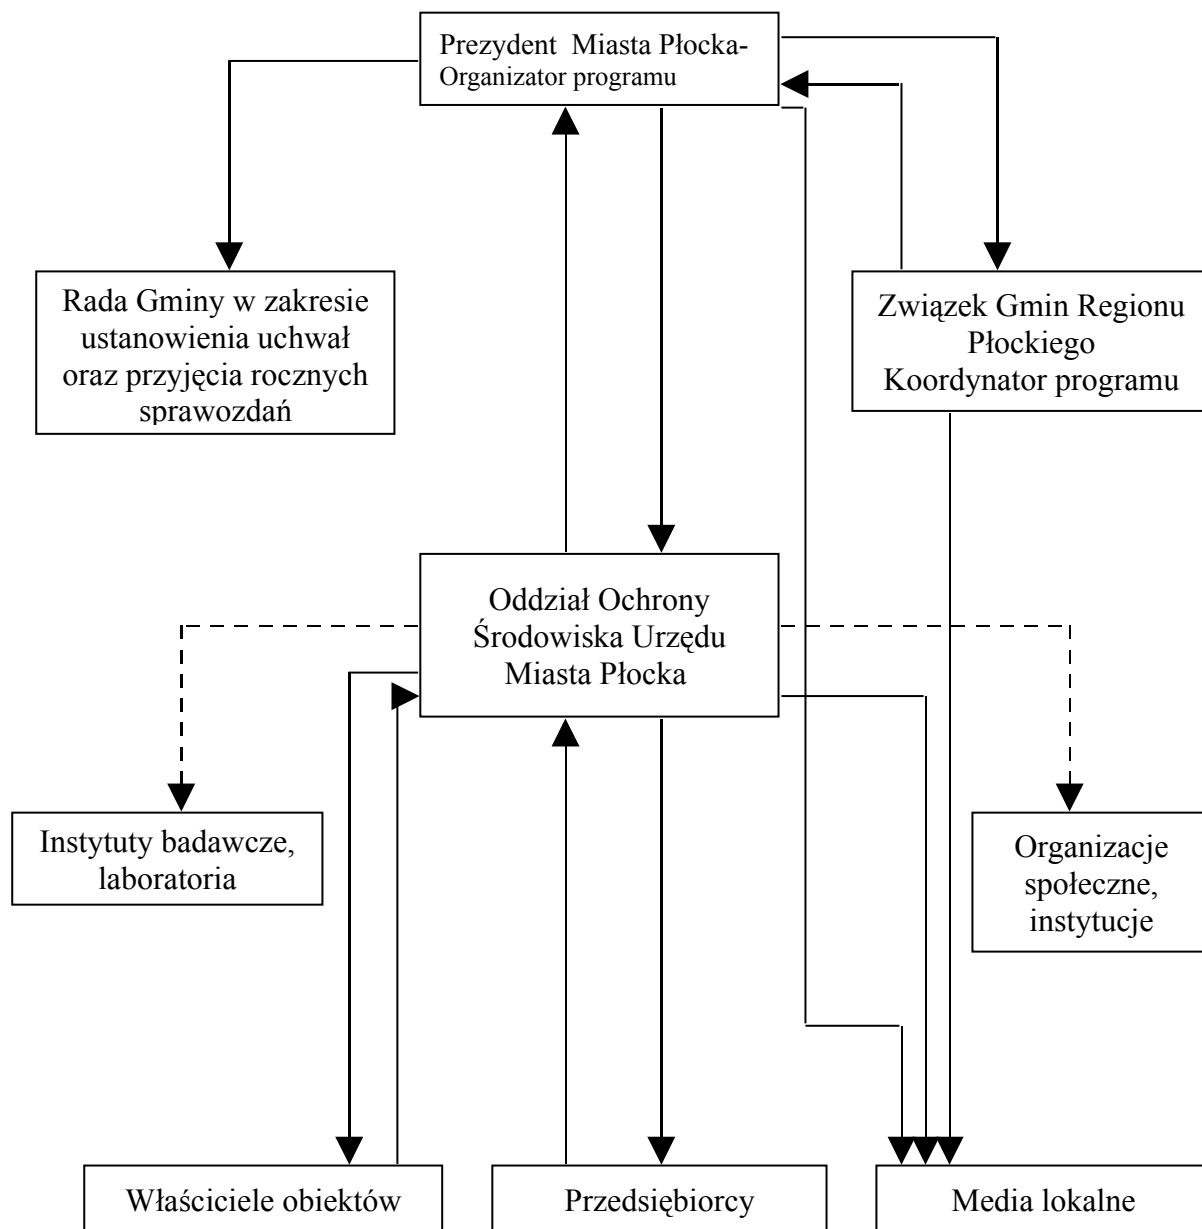 Prezydent Miasta Płocka-
Organizator programu
Rada Gminy w zakresie
ustanowienia uchwał
oraz przyjęcia rocznych
sprawozdań
Związek Gmin Regionu
Płockiego
Koordynator programu
Oddział Ochrony
Środowiska Urzędu
Miasta Płocka
Instytuty badawcze,
laboratoria
Organizacje
społeczne,
instytucje
Właściciele obiektów
Przedsiębiorcy
Media lokalne